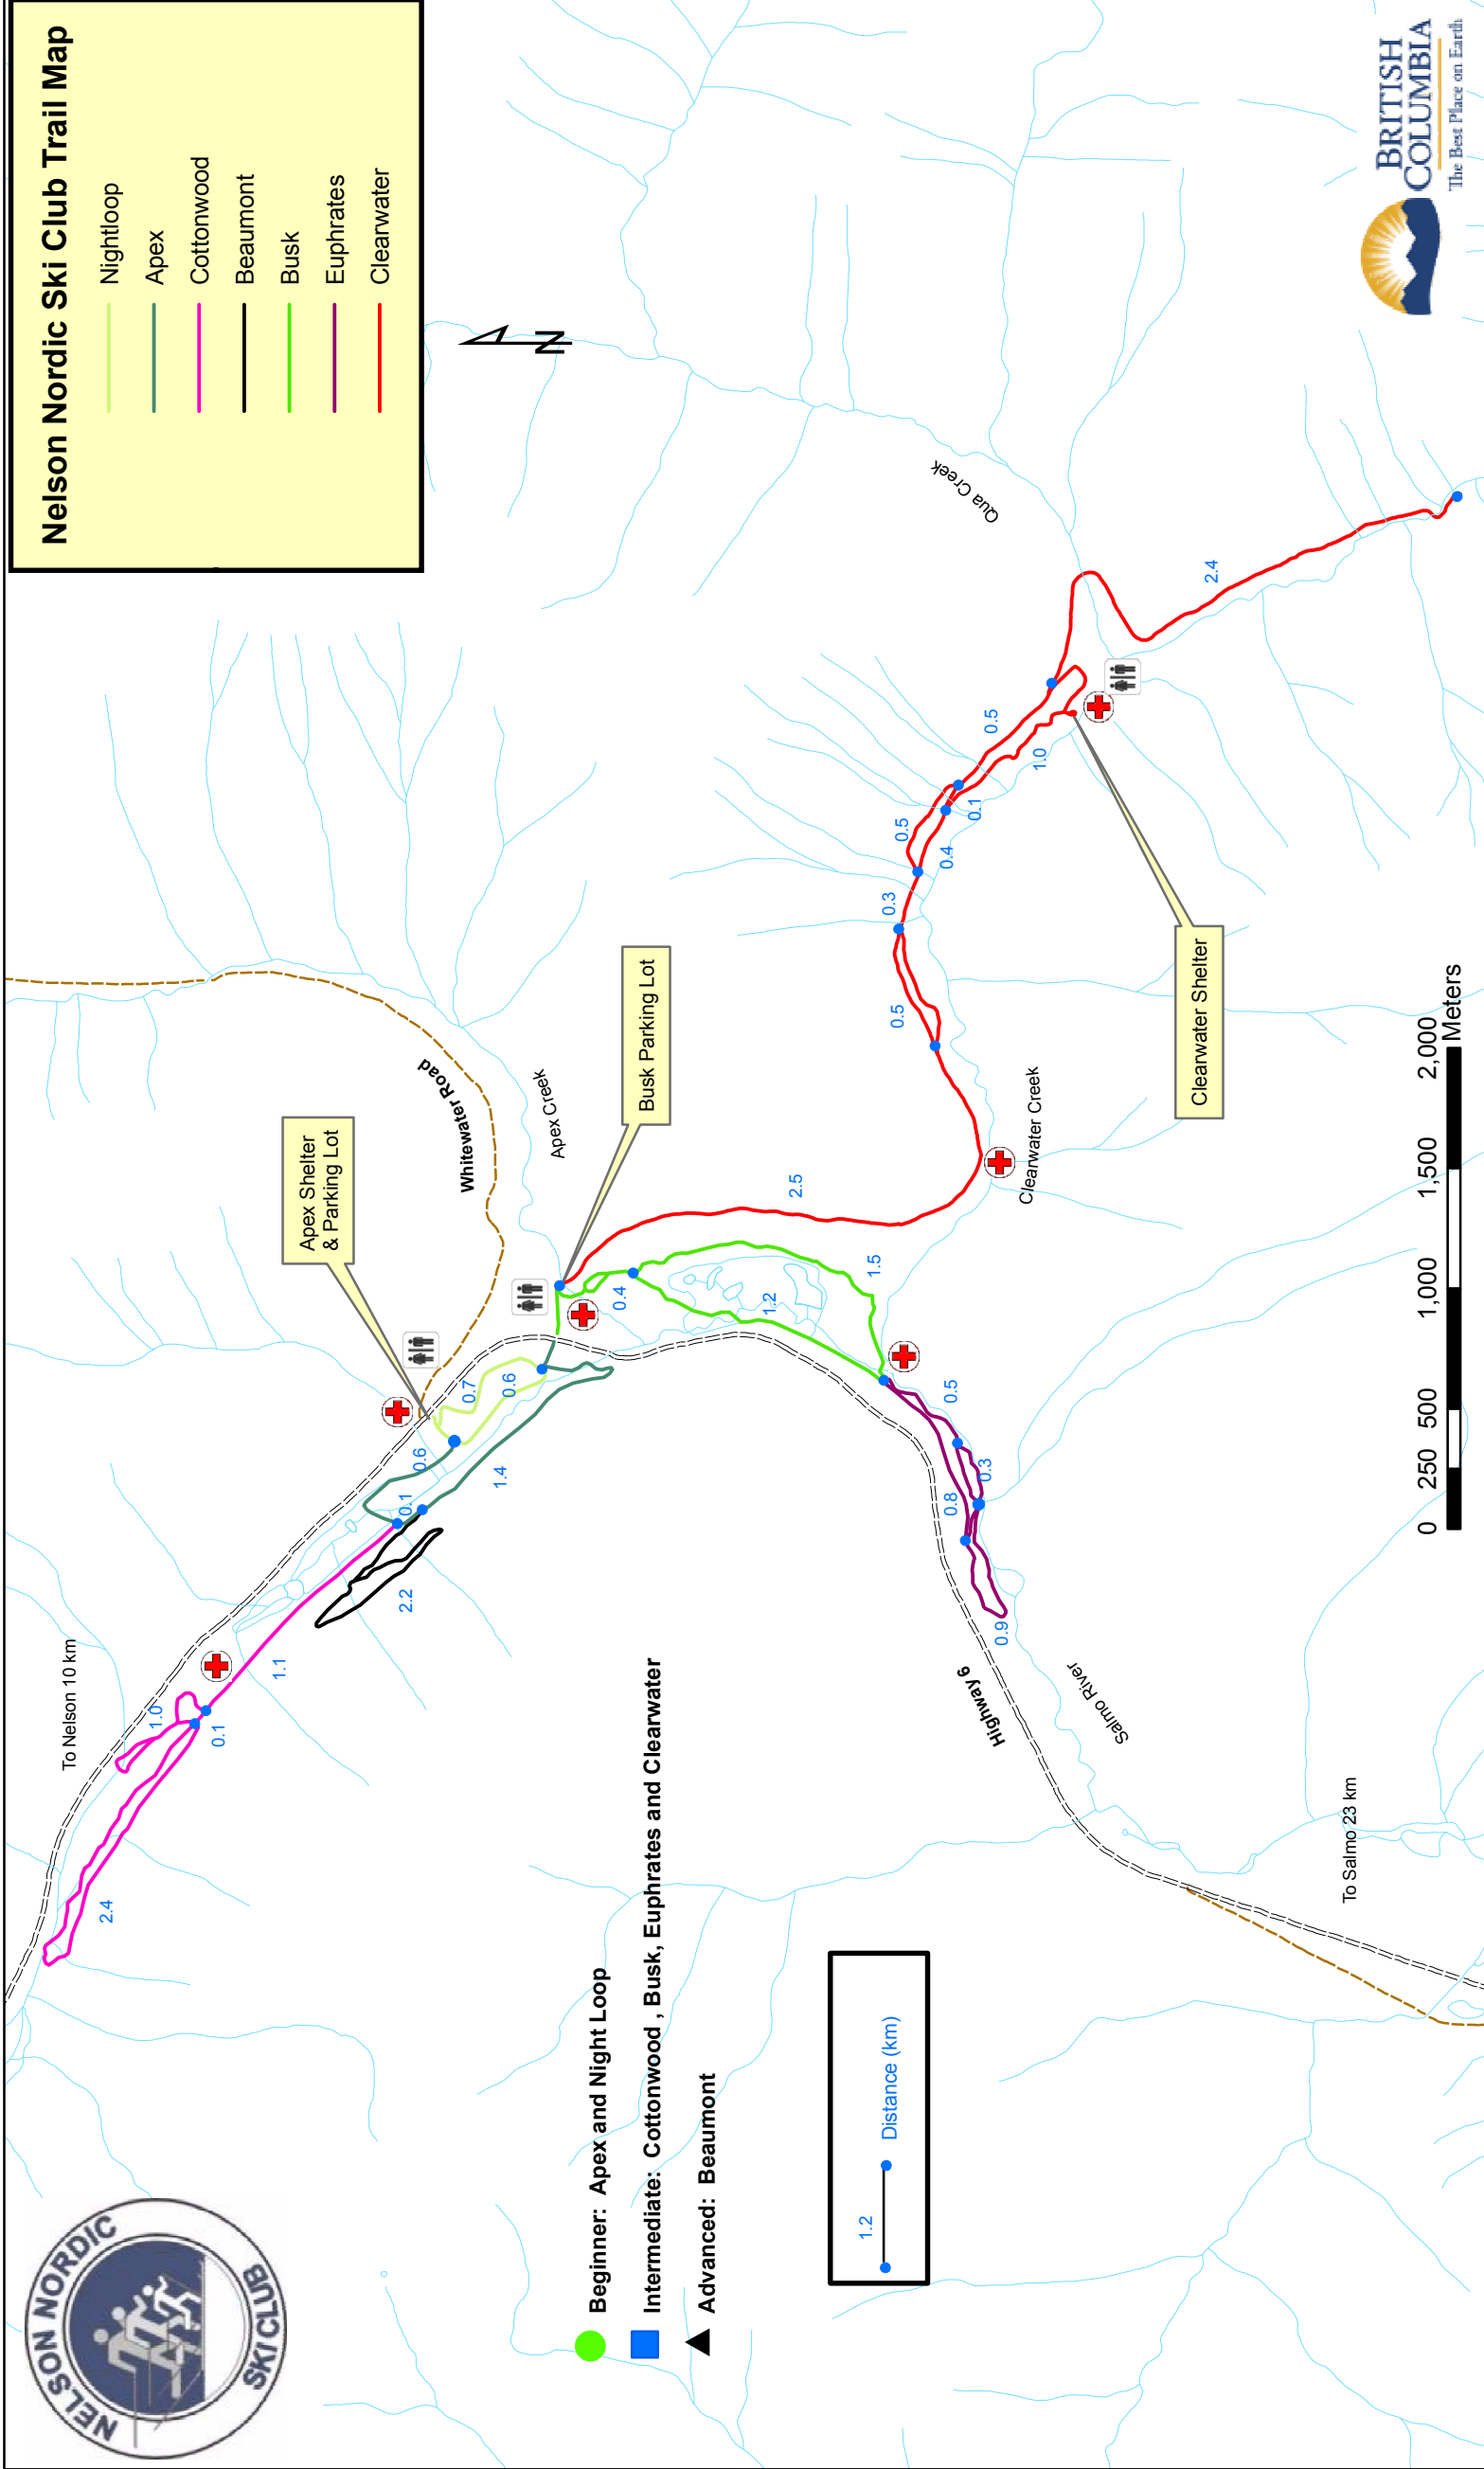 Nelson Nordic Ski Club Trail Map
Nightloop
Apex
Cottonwood
Beaumont
Busk
Euphrates
Clearwater
N
NELSON NORDIC
SKI CLUB
To Nelson 10 km
2.4
1.0
0.1
1.1
2.2
0.1
0.6
1.4
0.7
0.6
Apex Shelter
& Parking Lot
Whitewater Road
Apex Creek
Busk Parking Lot
0.4
1.2
1.5
2.5
0.5
0.3
0.8
0.9
Highway 6
Salmo River
To Salmo 23 km
Clearwater Creek
0.5
0.3
0.5
0.4
0.1
0.5
1.0
2.4
Qua Creek
Clearwater Shelter
Beginner: Apex and Night Loop
Intermediate: Cottonwood , Busk, Euphrates and Clearwater
Advanced: Beaumont
1.2
Distance (km)
0 250 500 1,000 1,500 2,000
Meters
BRITISH
COLUMBIA
The Best Place on Earth